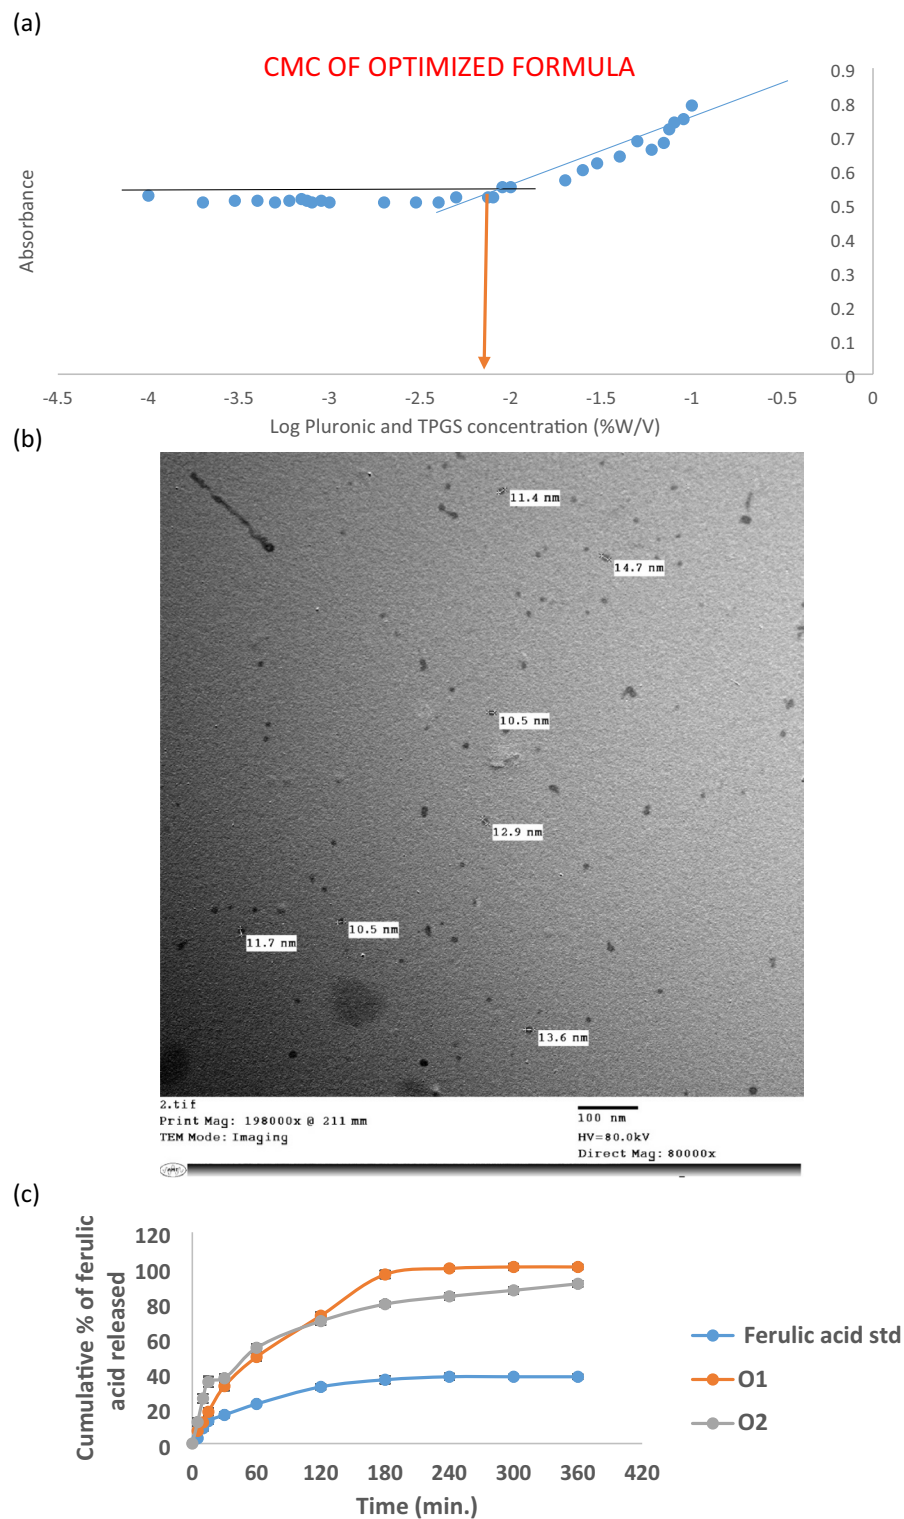 (a)
CMC OF OPTIMIZED FORMULA
0.9
0.8
0.7
0.6
0.5
0.4
0.3
0.2
0.1
0
Absorbance
-4.5 -4 -3.5 -3 -2.5 -2 -1.5 -1 -0.5 0
Log Pluronic and TPGS concentration (%W/V)
(b)
11.4 nm
14.7 nm
10.5 nm
12.9 nm
10.5 nm
11.7 nm
13.6 nm
2.tif
Print Mag: 198000x @ 211 mm
TEM Mode: Imaging
100 nm
HV=80.0kV
Direct Mag: 80000x
(c)
Cumulative % of ferulic
acid released
120
100
80
60
40
20
0
0 60 120 180 240 300 360 420
Time (min.)
Ferulic acid std
O1
O2